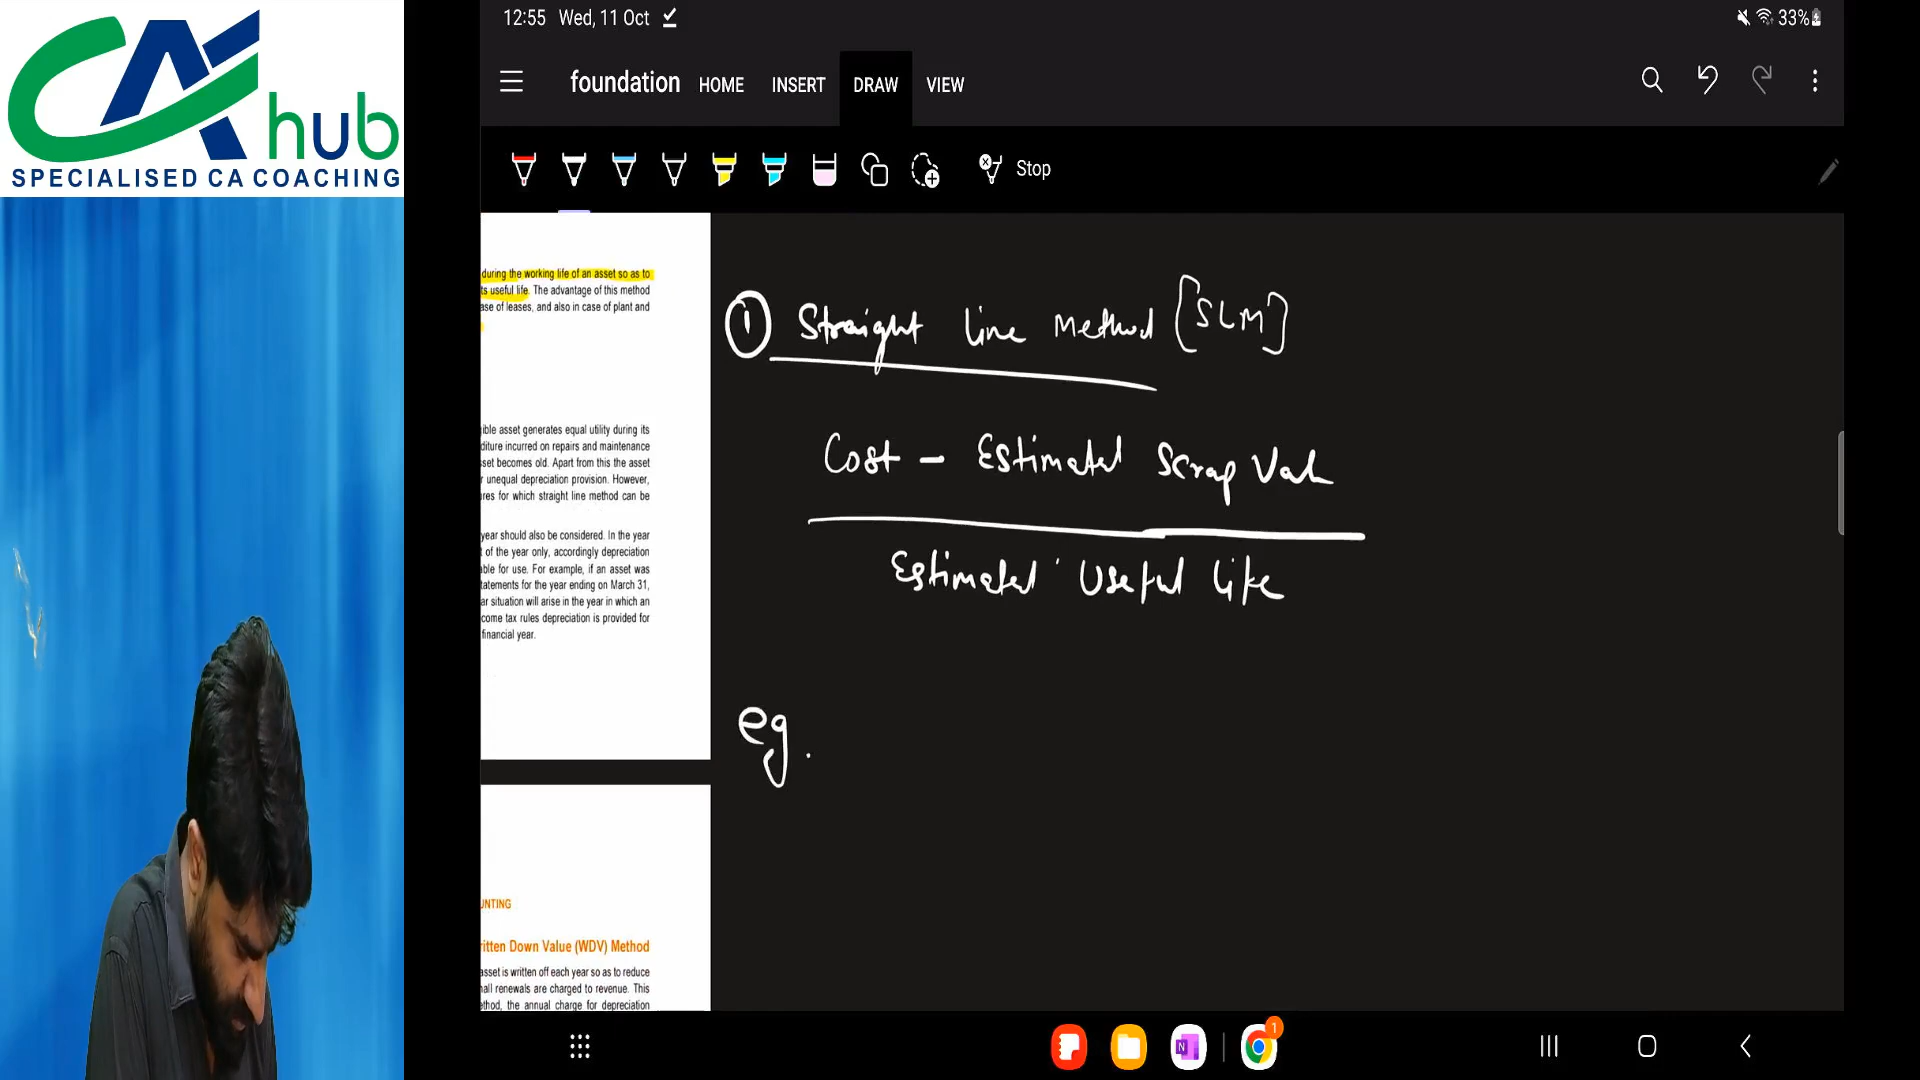 CA hub
SPECIALISED CA COACHING
12:55 Wed, 11 Oct
33%
foundation HOME INSERT DRAW VIEW
Stop
during the working life of an asset so as to
ts useful life. The advantage of this method
ase of leases, and also in case of plant and
① Straight Line Method [SLM]
Cost - Estimated Scrap Val
Estimated Useful Life
eg.
gible asset generates equal utility during its
diture incurred on repairs and maintenance
sset becomes old. Apart from this the asset
r unequal depreciation provision. However,
res for which straight line method can be
year should also be considered. In the year
t of the year only, accordingly depreciation
ble for use. For example, if an asset was
tatements for the year ending on March 31,
ar situation will arise in the year in which an
come tax rules depreciation is provided for
financial year.
UNTING
ritten Down Value (WDV) Method
asset is written off each year so as to reduce
nall renewals are charged to revenue. This
ethod, the annual charge for depreciation
1